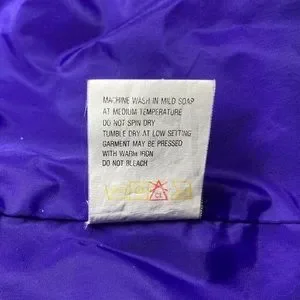 MACHINE WASH IN MILD SOAP
AT MEDIUM TEMPERATURE
DO NOT SPIN DRY
TUMBLE DRY AT LOW SETTING
GARMENT MAY BE PRESSED
WITH WARM IRON
DO NOT BLEACH
CL